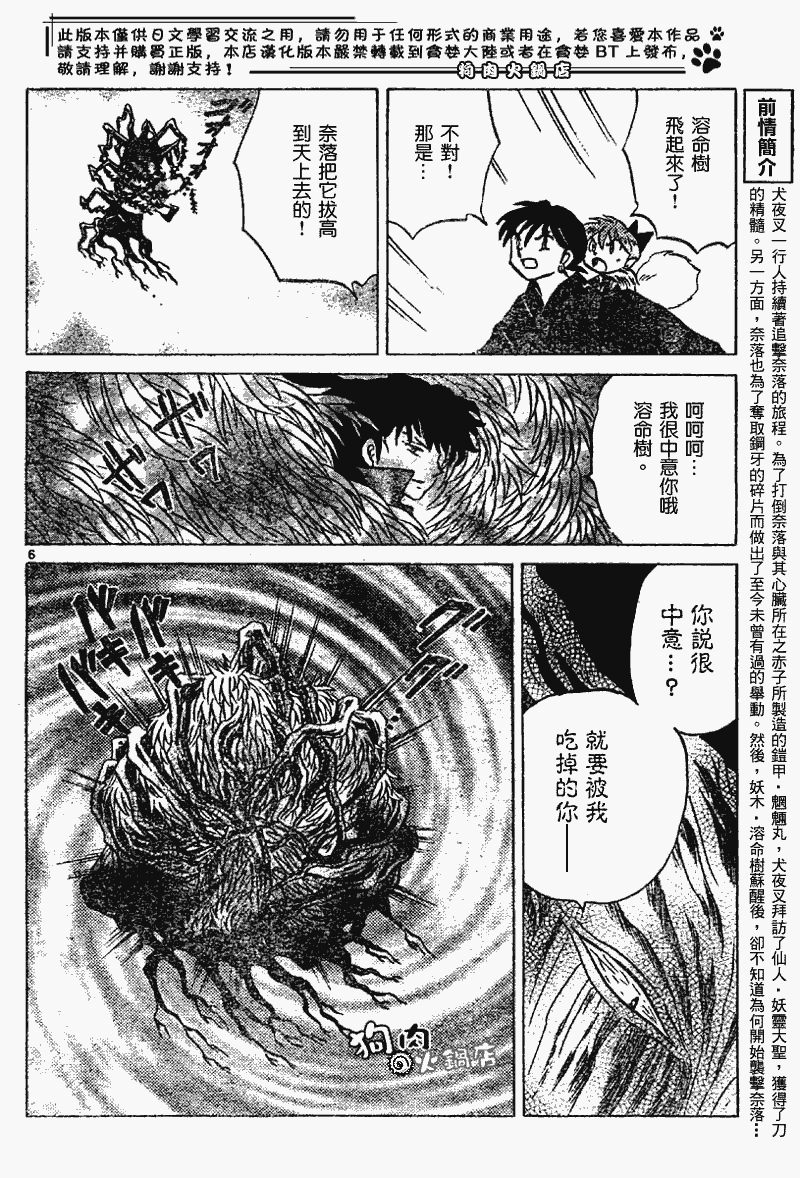 此版本僅供日文學習交流之用，請勿用于任何形式的商業用途，若您喜愛本作品
請支持并購買正版，本店漢化版本嚴禁轉載到貪婪大陸或者在貪婪BT上發布，
敬請理解，謝謝支持！
狗肉火鍋店
前情簡介
犬夜叉一行人持續著追擊奈落的旅程。為了打倒奈落與其心臟所在之赤子所製造的鎧甲·魍魎丸，犬夜叉拜訪了仙人·妖靈大聖，獲得了刀
的精髓。另一方面，奈落也為了奪取鋼牙的碎片而做出了至今未曾有過的舉動。然後，妖木·溶命樹蘇醒後，卻不知道為何開始襲擊奈落…
溶命樹
飛起來了！
不對！
那是…
奈落把它拔高
到天上去的！
呵呵呵…
我很中意你哦
溶命樹。
ザワ
ザワ
6
你說很
中意…？
就要被我
吃掉的你——
バキ
バキ
狗肉
火鍋店